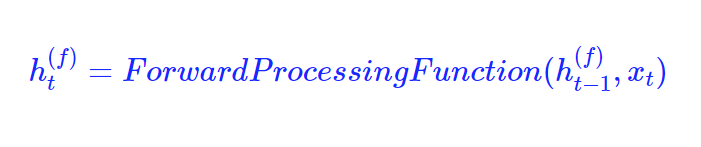 $h_t^{(f)} = ForwardProcessingFunction(h_{t-1}^{(f)}, x_t)$